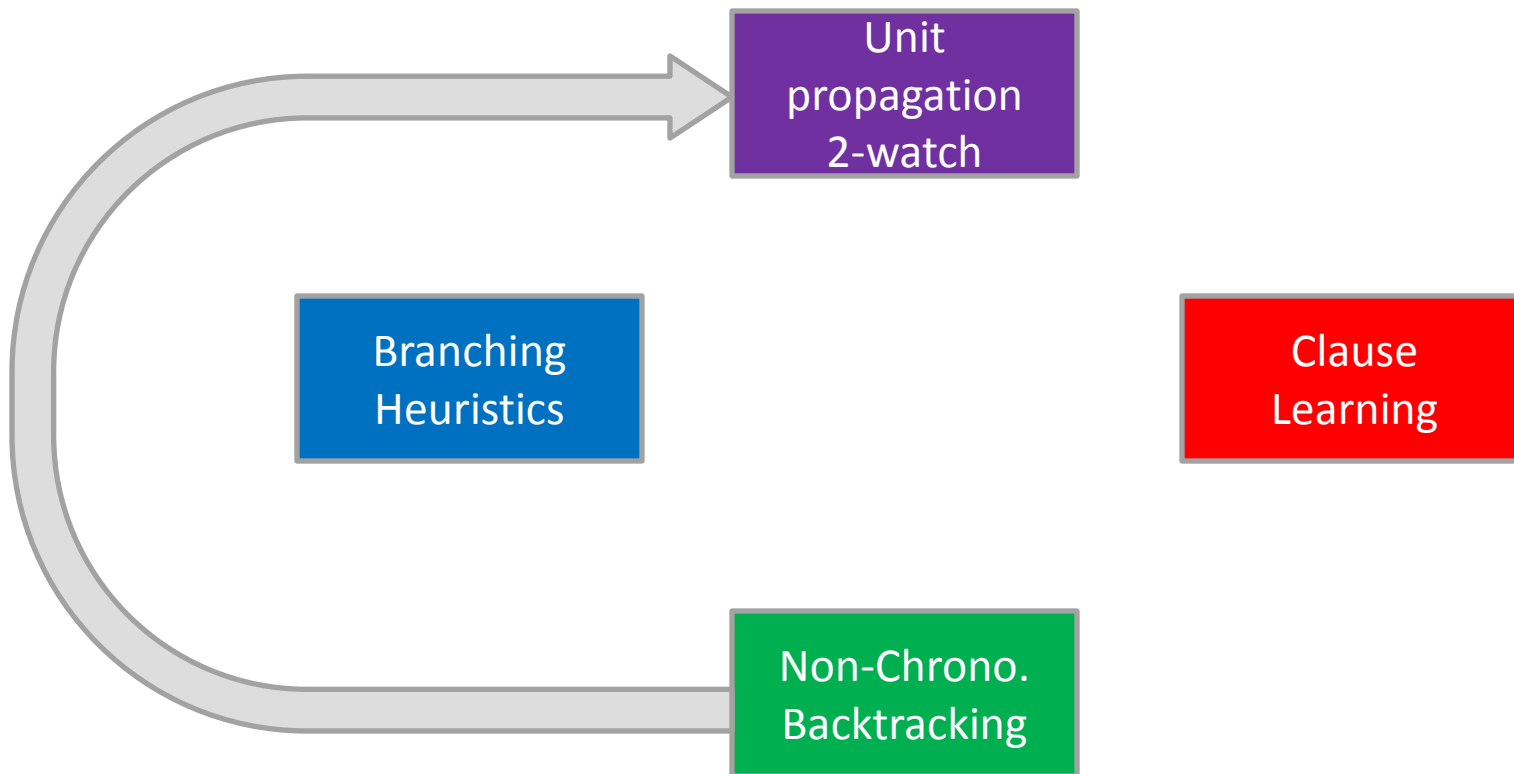 Unit
propagation
2-watch
Branching
Heuristics
Clause
Learning
Non-Chrono.
Backtracking